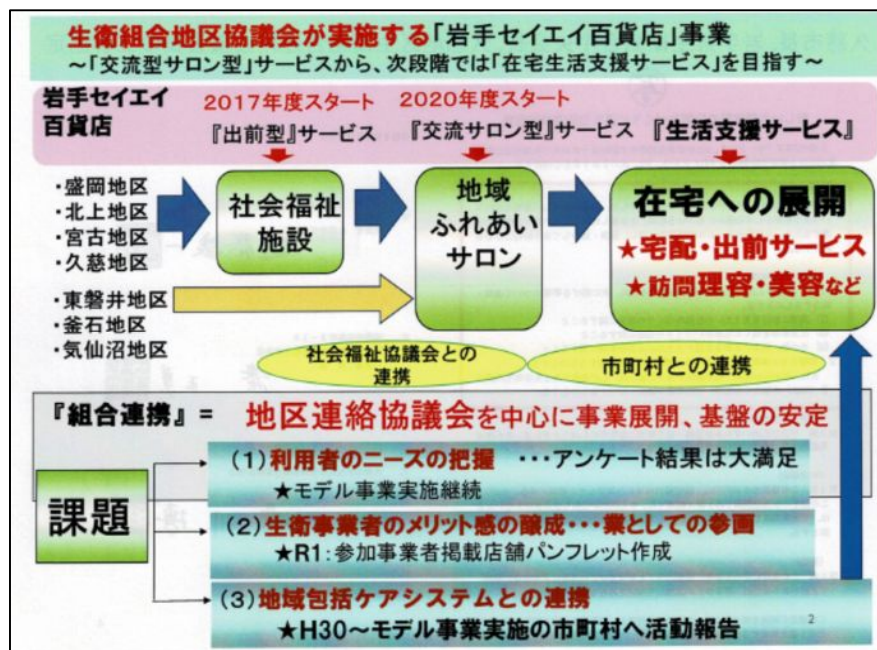 生衛組合地区協議会が実施する「岩手セイエイ百貨店」事業
～「交流型サロン型」サービスから、次段階では「在宅生活支援サービス」を目指す～
岩手セイエイ
百貨店
2017年度スタート
『出前型』サービス
2020年度スタート
『交流サロン型』サービス
『生活支援サービス』
・盛岡地区
・北上地区
・宮古地区
・久慈地区
・東磐井地区
・釜石地区
・気仙沼地区
社会福祉
施設
地域
ふれあい
サロン
在宅への展開
★宅配・出前サービス
★訪問理容・美容など
社会福祉協議会との
連携
市町村との連携
『組合連携』= 地区連絡協議会を中心に事業展開、基盤の安定
課題
(1)利用者のニーズの把握 ・・・アンケート結果は大満足
★モデル事業実施継続
(2)生衛事業者のメリット感の醸成・・・業としての参画
★R1:参加事業者掲載店舗パンフレット作成
(3)地域包括ケアシステムとの連携
★H30～モデル事業実施の市町村へ活動報告
2